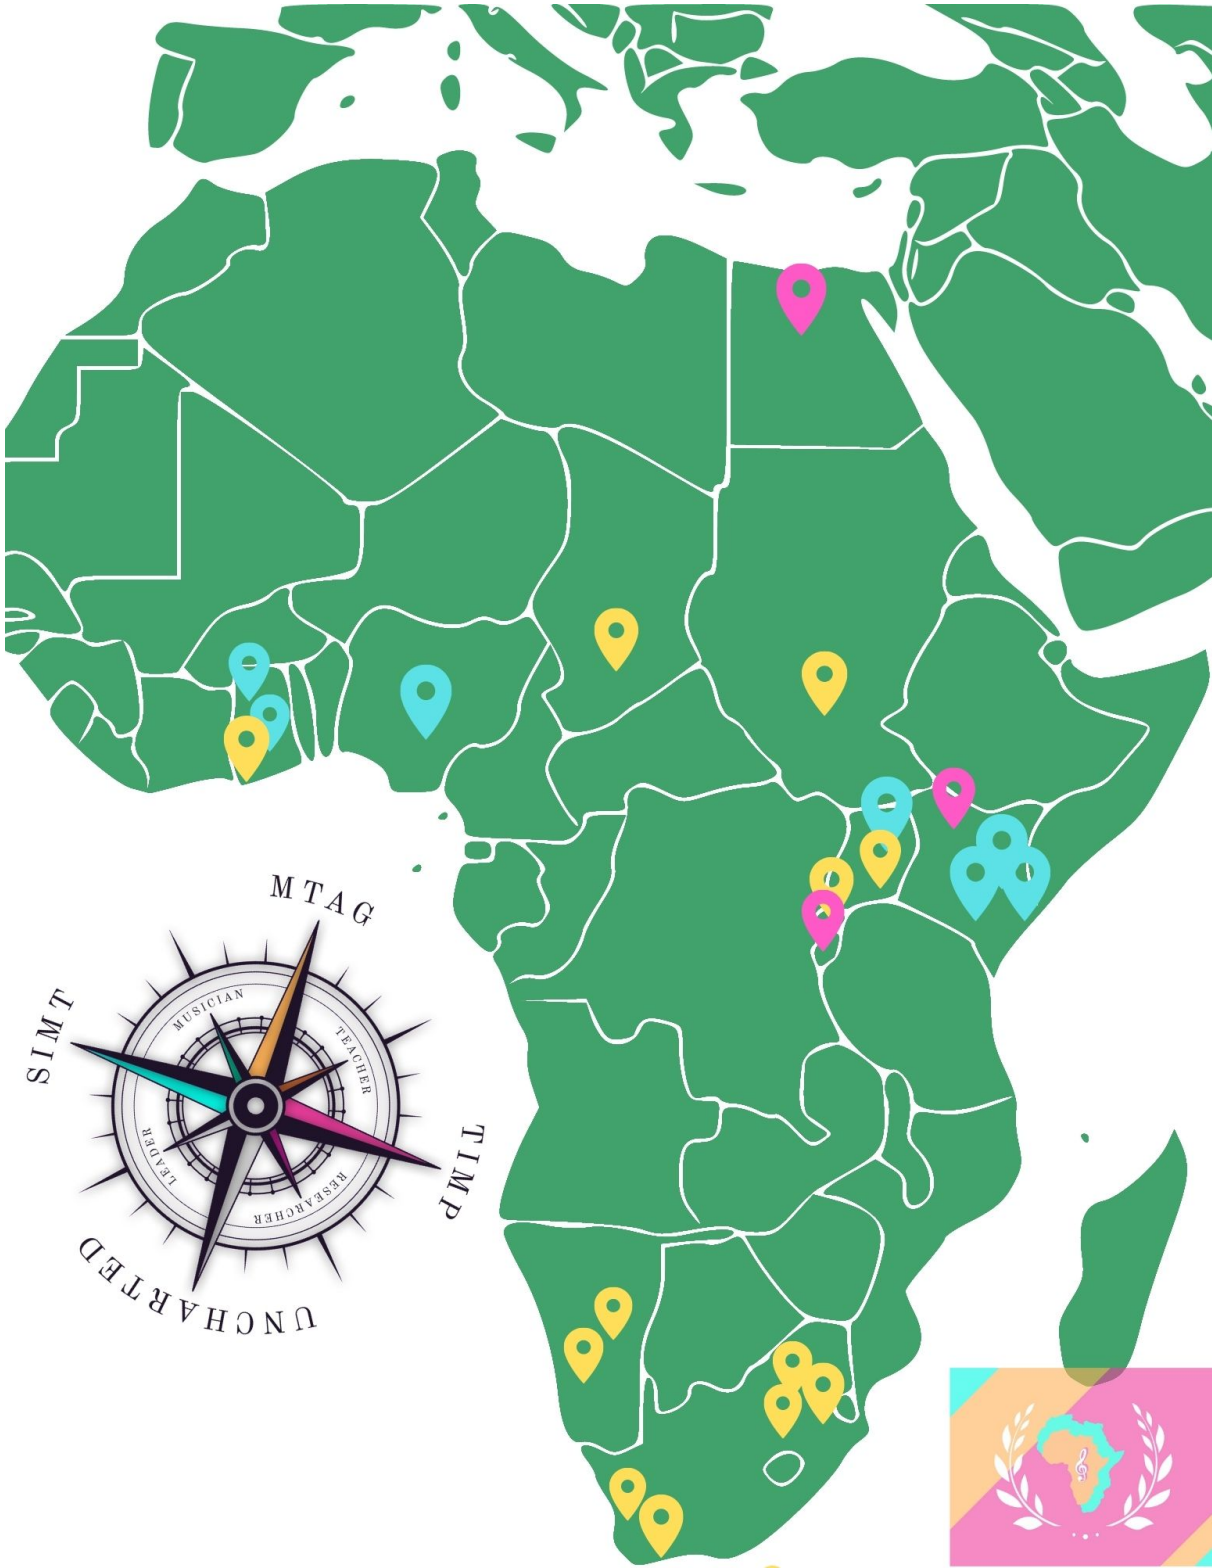 MTAG
SIMT
MUSICIAN
TEACHER
LEADER
RESEARCHER
TIMP
UNCHARTED